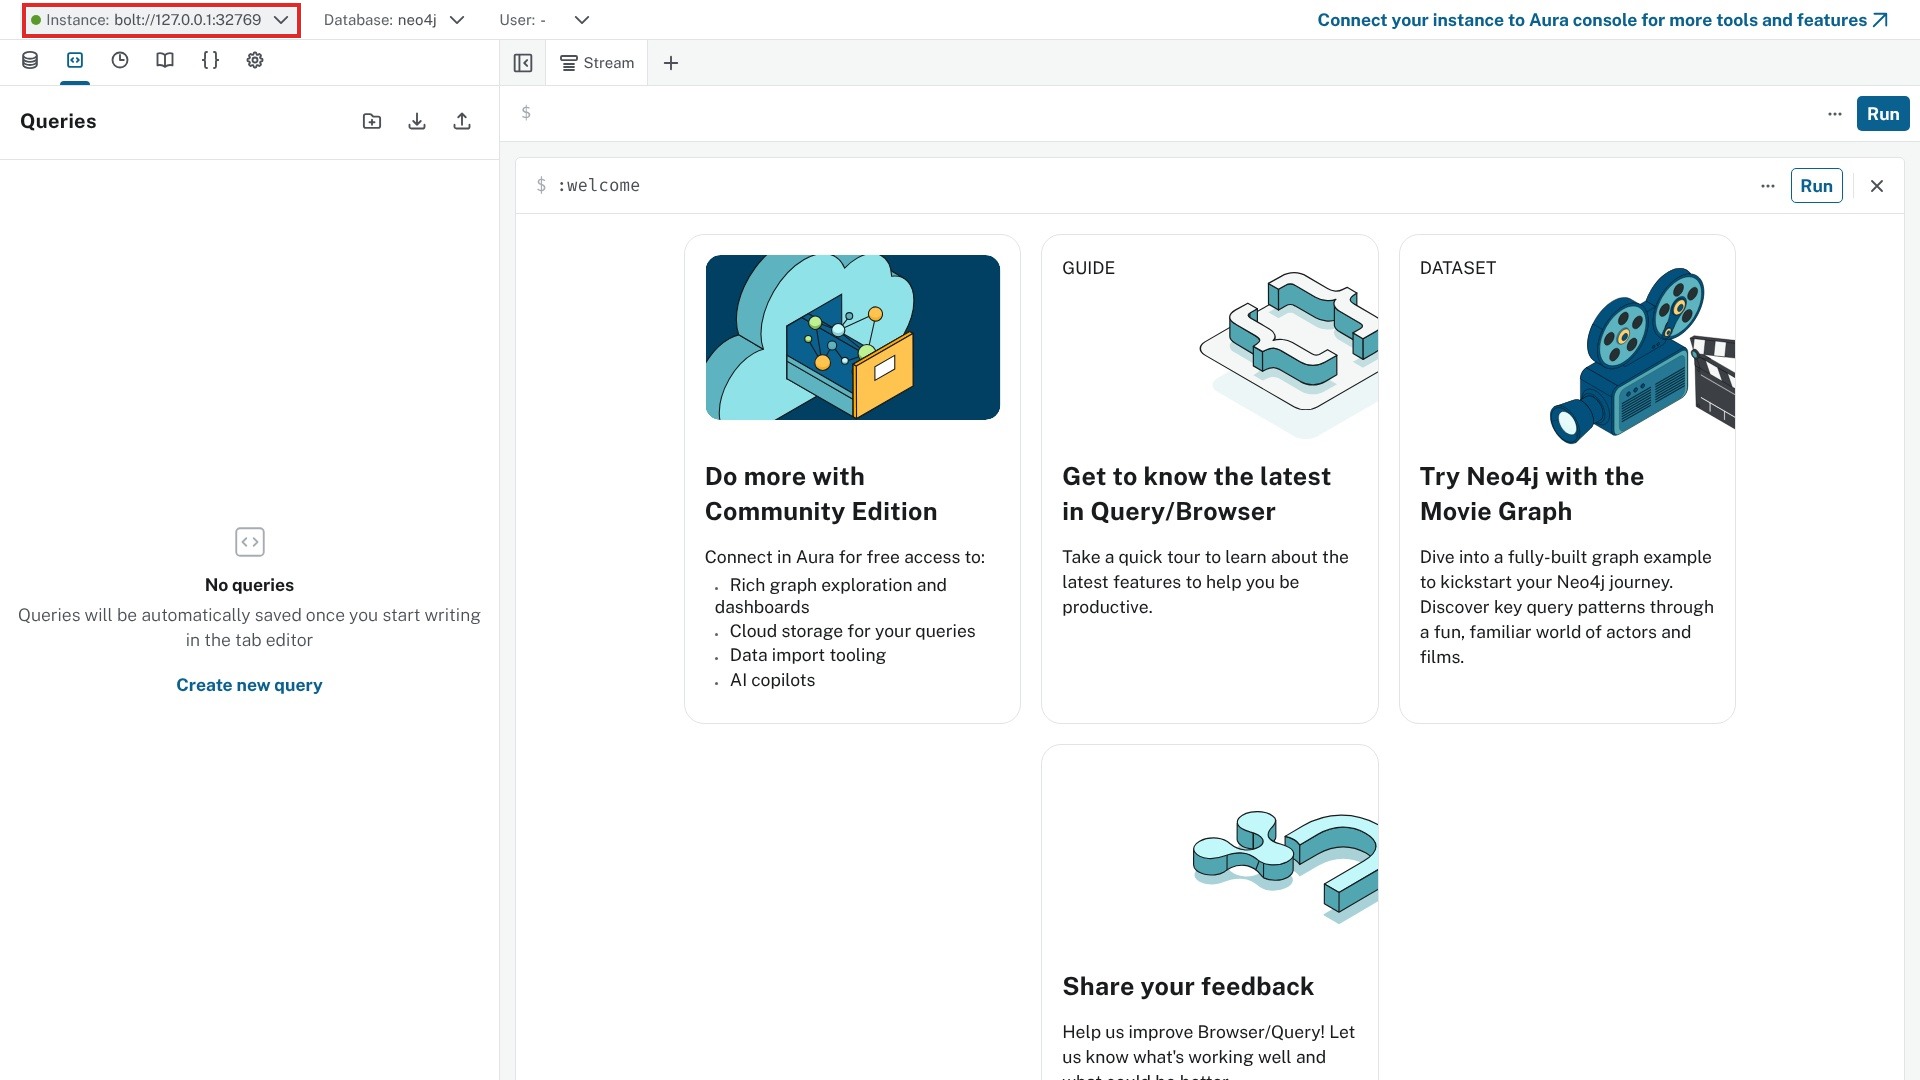 Instance: bolt://127.0.0.1:32769 Database: neo4j User: - Connect your instance to Aura console for more tools and features
Stream
Queries
$
Run
$ :welcome
Run
Do more with
Community Edition
Connect in Aura for free access to:
Rich graph exploration and
dashboards
Cloud storage for your queries
Data import tooling
AI copilots
GUIDE
Get to know the latest
in Query/Browser
Take a quick tour to learn about the
latest features to help you be
productive.
DATASET
Try Neo4j with the
Movie Graph
Dive into a fully-built graph example
to kickstart your Neo4j journey.
Discover key query patterns through
a fun, familiar world of actors and
films.
No queries
Queries will be automatically saved once you start writing
in the tab editor
Create new query
Share your feedback
Help us improve Browser/Query! Let
us know what's working well and
what could be better